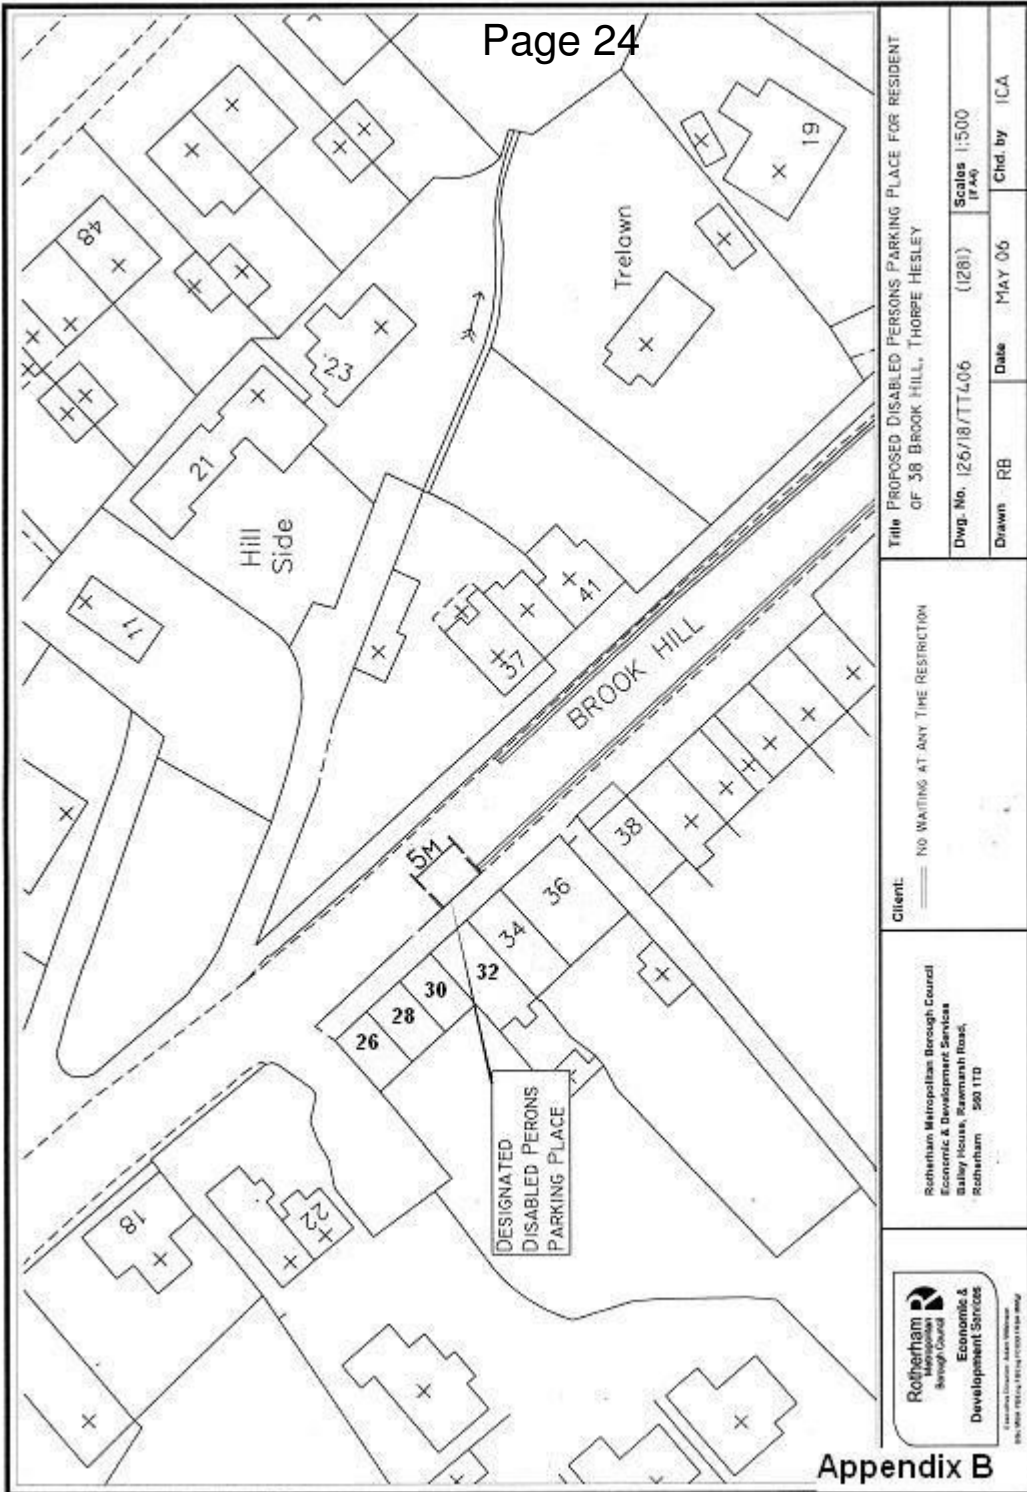 Page 24
48
23
21
Hill
Side
77
Trelawn
19
41
37
BROOK HILL
5M
38
36
34
32
30
28
26
18
22
DESIGNATED
DISABLED PERONS
PARKING PLACE
Title PROPOSED DISABLED PERSONS PARKING PLACE FOR RESIDENT
OF 38 BROOK HILL, THORPE HESLEY
Dwg. No. 126/18/TT406 (1281) Scales 1:500
Drawn RB Date MAY 06 Chd. by ICA
Client:
NO WAITING AT ANY TIME RESTRICTION
Rotherham Metropolitan Borough Council
Economic & Development Services
Bailey House, Rawmarsh Road,
Rotherham S60 1TD
Rotherham
Metropolitan
Borough Council
Economic &
Development Services
Appendix B